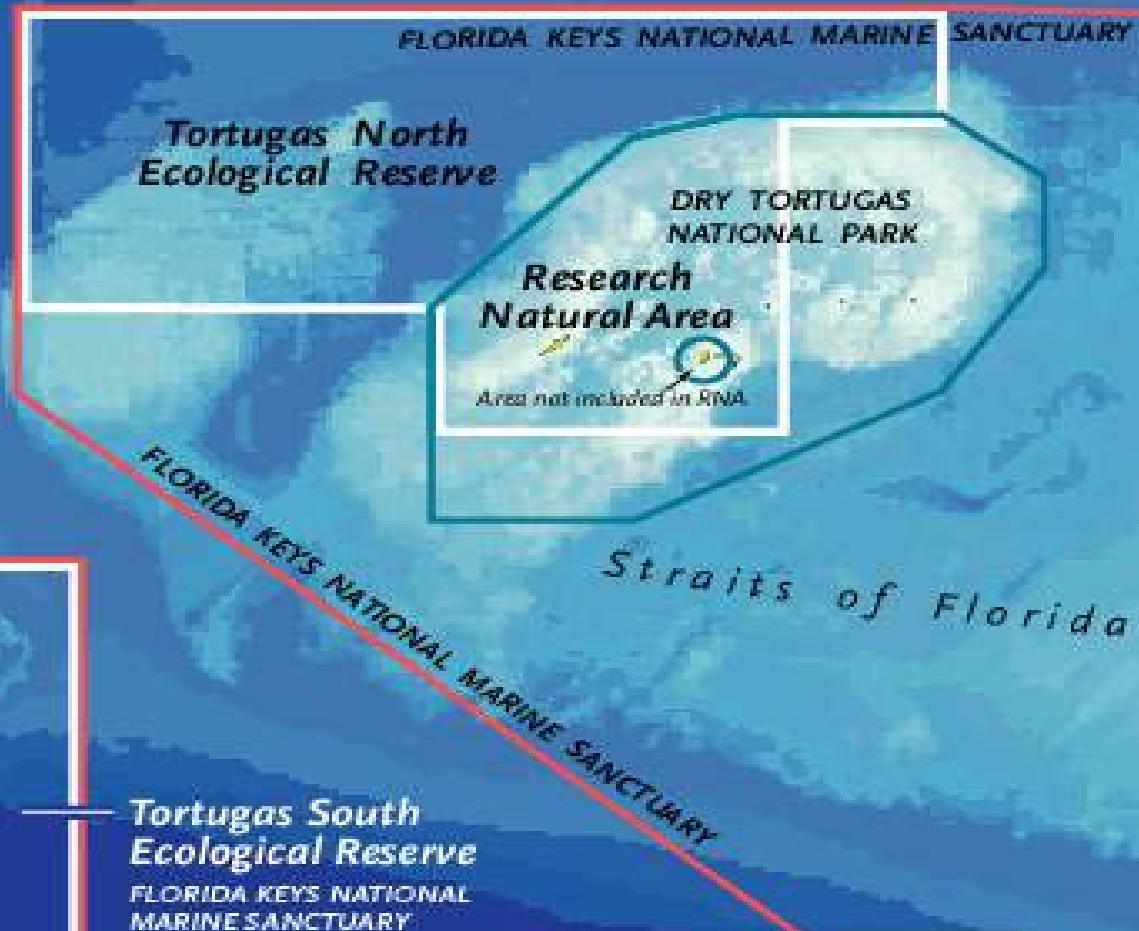 FLORIDA KEYS NATIONAL MARINE SANCTUARY
Tortugas North
Ecological Reserve
DRY TORTUGAS
NATIONAL PARK
Research
Natural Area
Area not included in RNA
FLORIDA KEYS NATIONAL MARINE SANCTUARY
Straits of Florida
Tortugas South
Ecological Reserve
FLORIDA KEYS NATIONAL
MARINE SANCTUARY